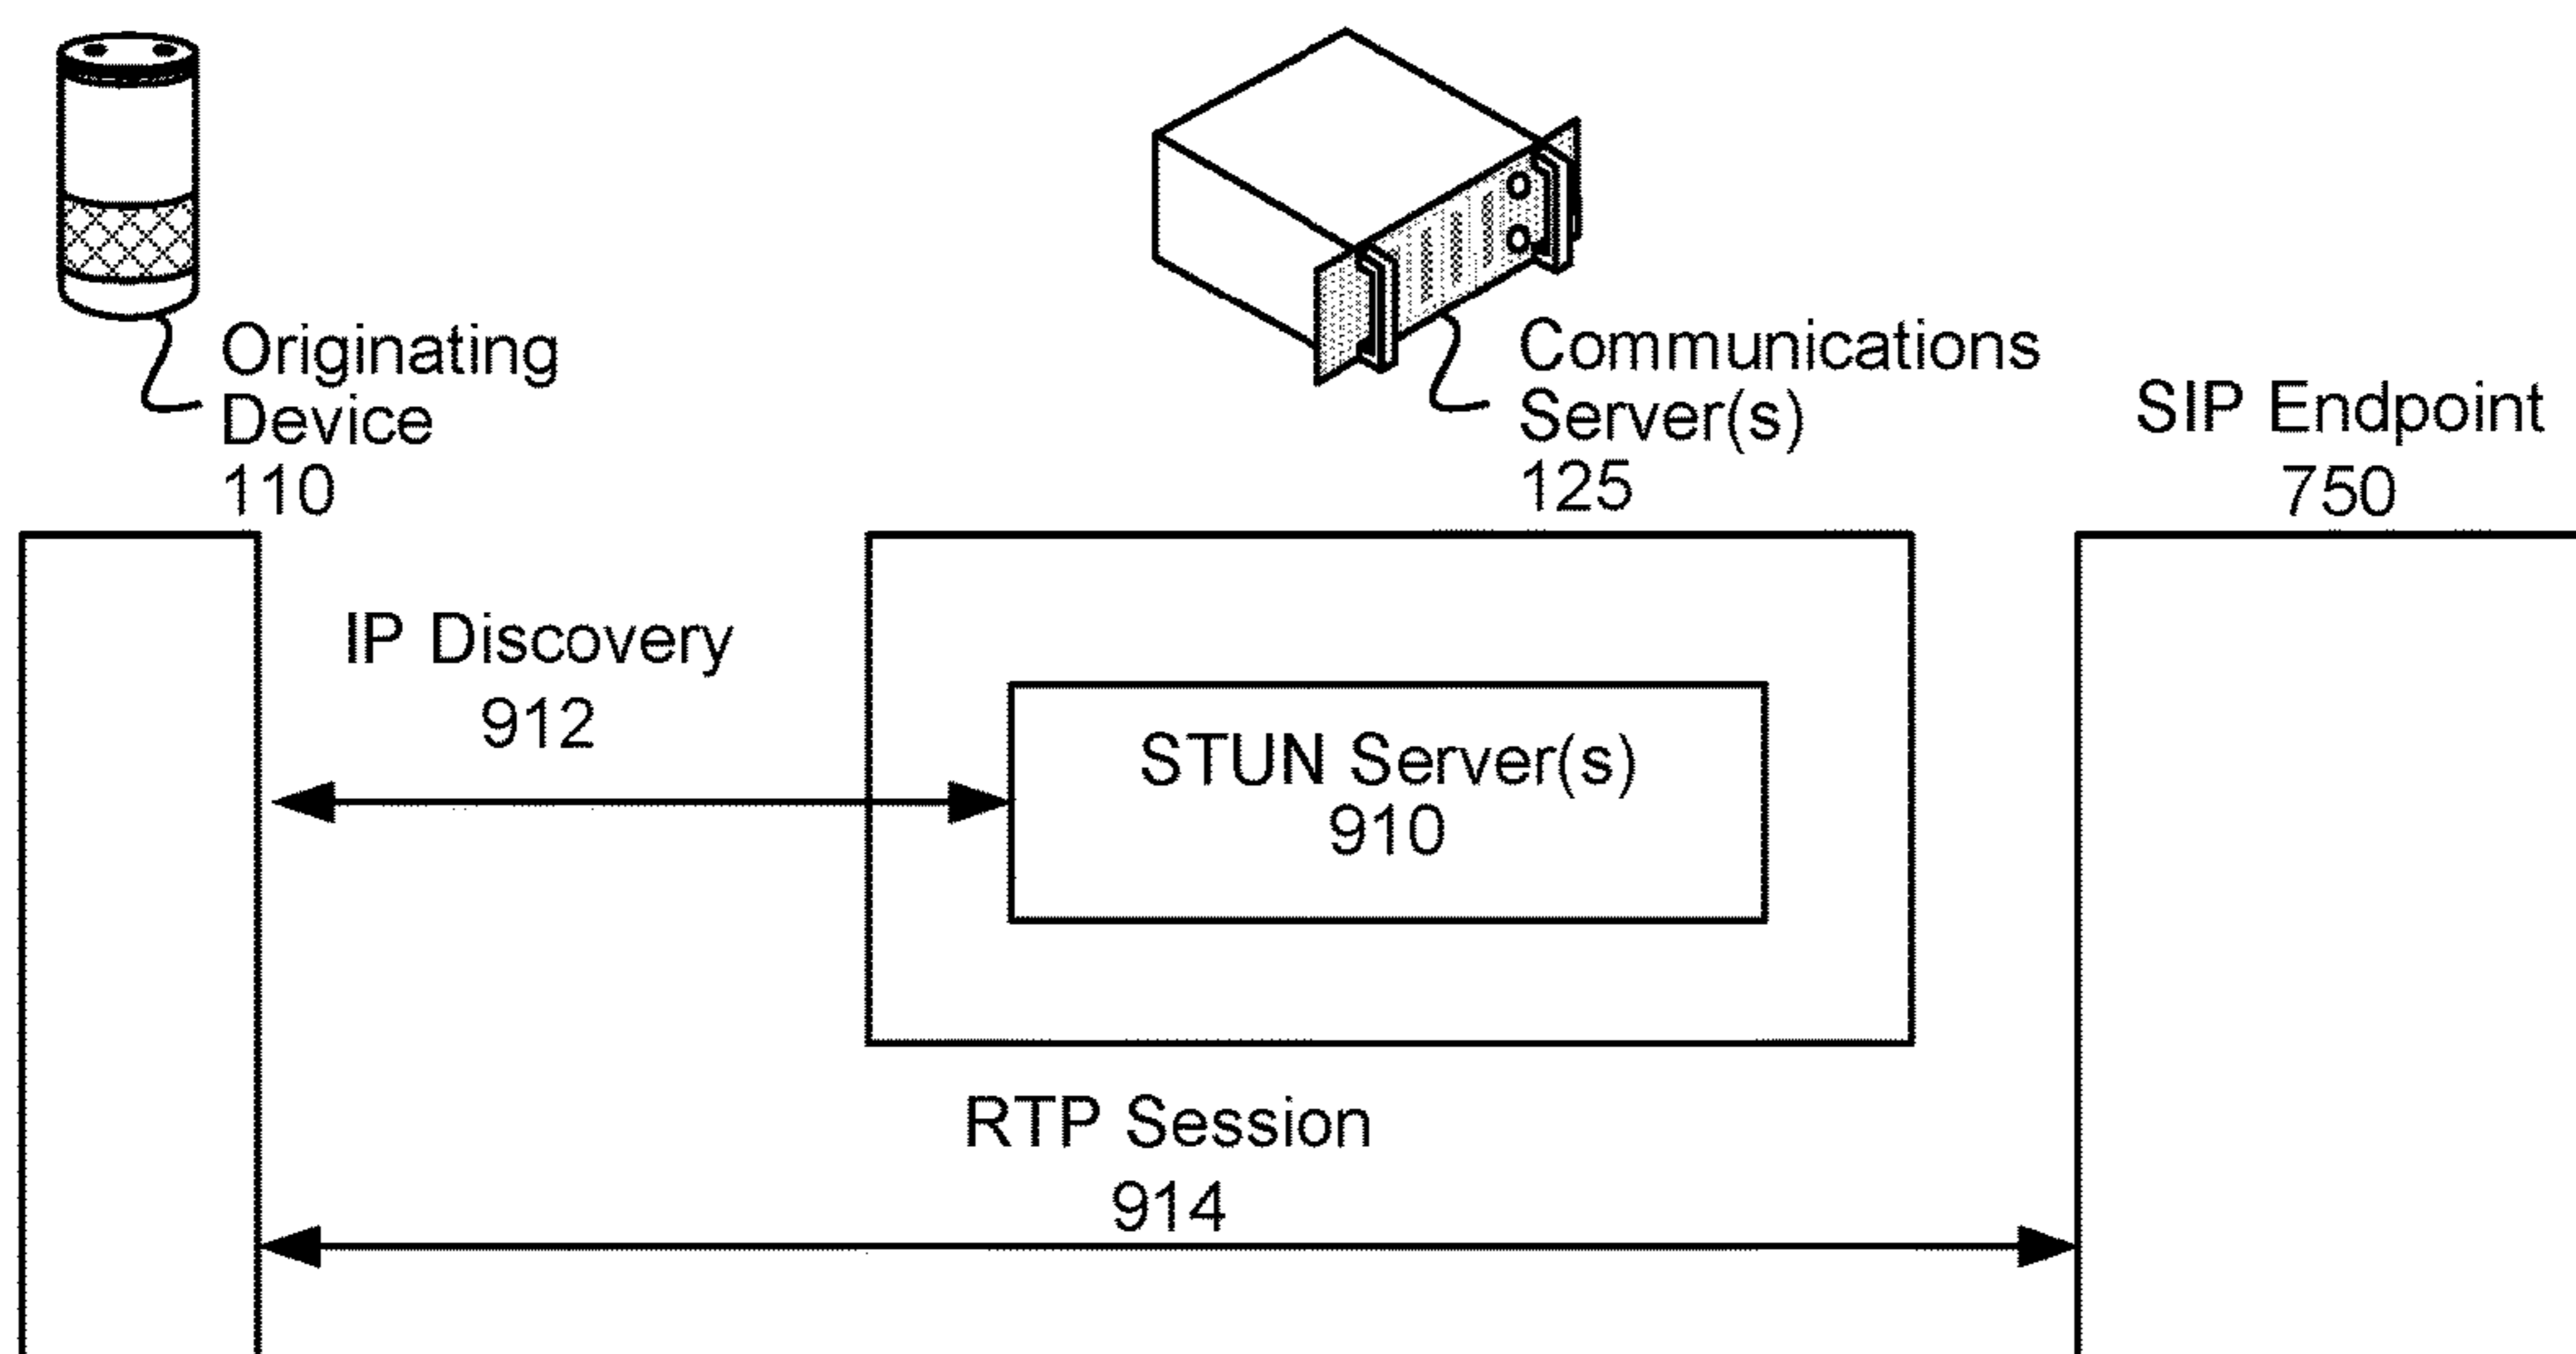 Originating
Device
110
Communications
Server(s)
125
SIP Endpoint
750
IP Discovery
912
STUN Server(s)
910
RTP Session
914